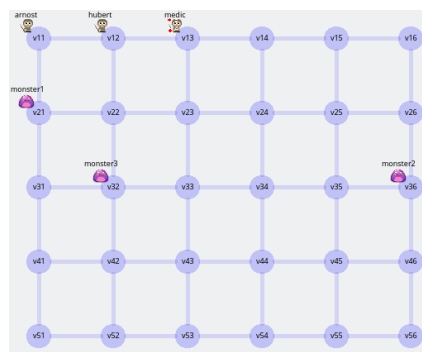 arnost hubert medic
v11 v12 v13 v14 v15 v16
monster1
v21 v22 v23 v24 v25 v26
monster3 monster2
v31 v32 v33 v34 v35 v36
v41 v42 v43 v44 v45 v46
v51 v52 v53 v54 v55 v56